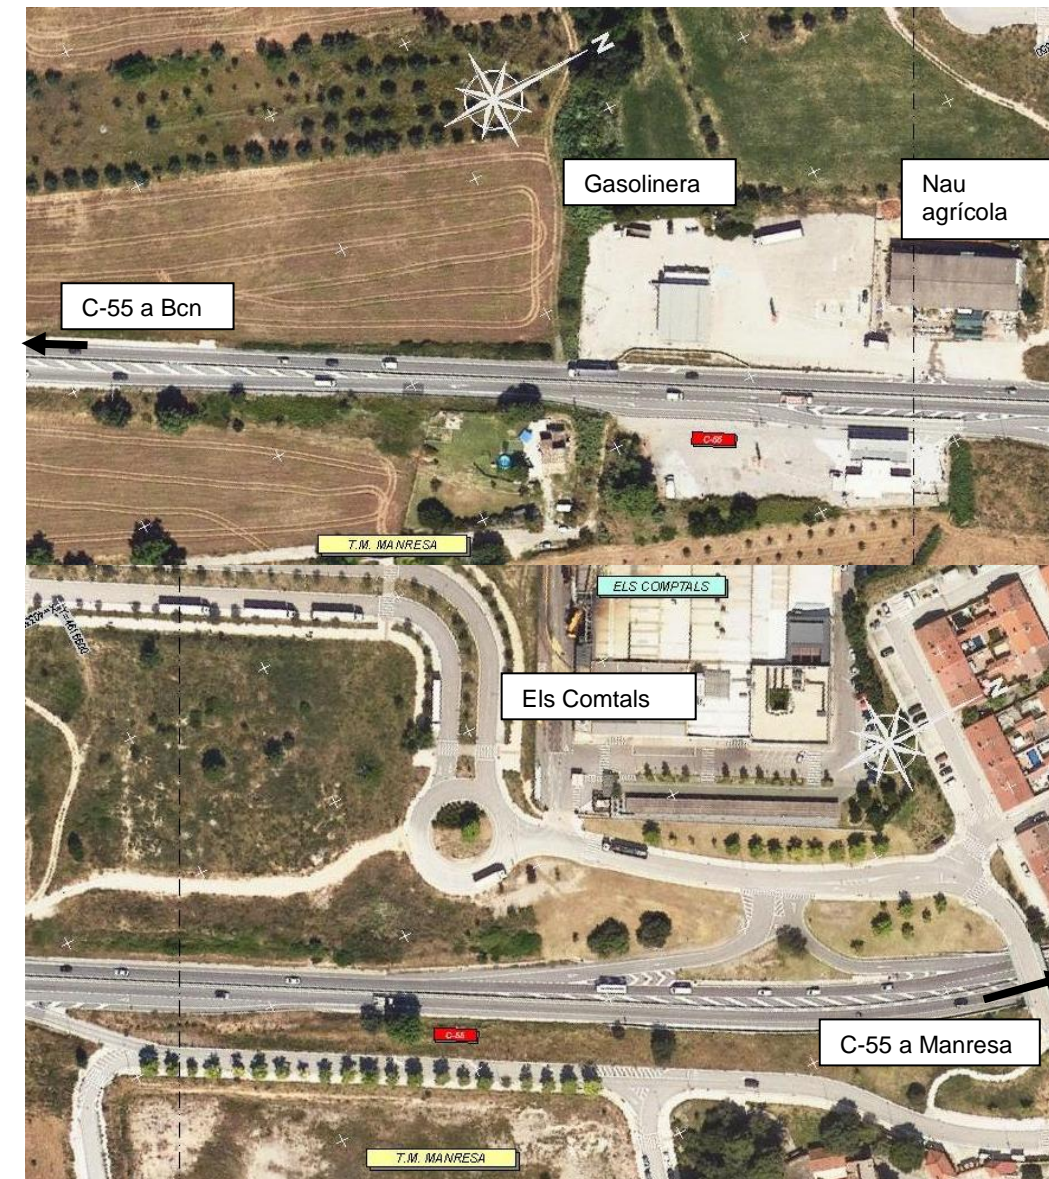 N
Gasolinera
Nau
agrícola
C-55 a Bcn
C-55
T.M. MANRESA
ELS COMPTALS
Els Comtals
N
C-55 a Manresa
C-55
T.M. MANRESA